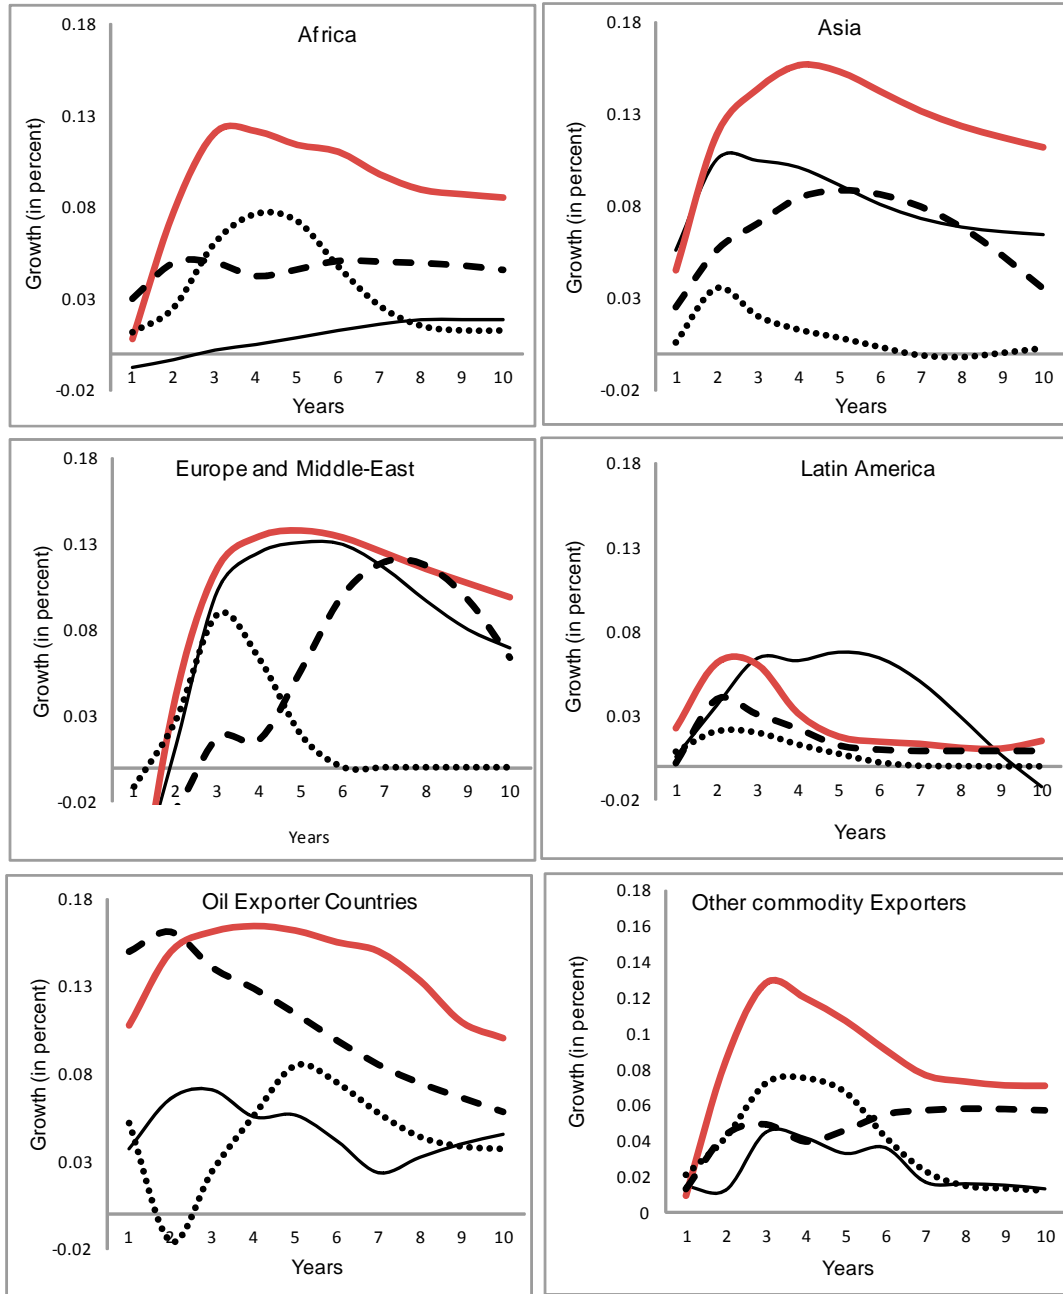 Africa
Growth (in percent)
0.18
0.13
0.08
0.03
-0.02
1 2 3 4 5 6 7 8 9 10
Years
Asia
Growth (in percent)
0.18
0.13
0.08
0.03
-0.02
1 2 3 4 5 6 7 8 9 10
Years
Europe and Middle-East
Growth (in percent)
0.18
0.13
0.08
0.03
-0.02
1 2 3 4 5 6 7 8 9 10
Years
Latin America
Growth (in percent)
0.18
0.13
0.08
0.03
-0.02
1 2 3 4 5 6 7 8 9 10
Years
Oil Exporter Countries
Growth (in percent)
0.18
0.13
0.08
0.03
-0.02
1 2 3 4 5 6 7 8 9 10
Years
Other commodity Exporters
Growth (in percent)
0.18
0.16
0.14
0.12
0.1
0.08
0.06
0.04
0.02
0
1 2 3 4 5 6 7 8 9 10
Years